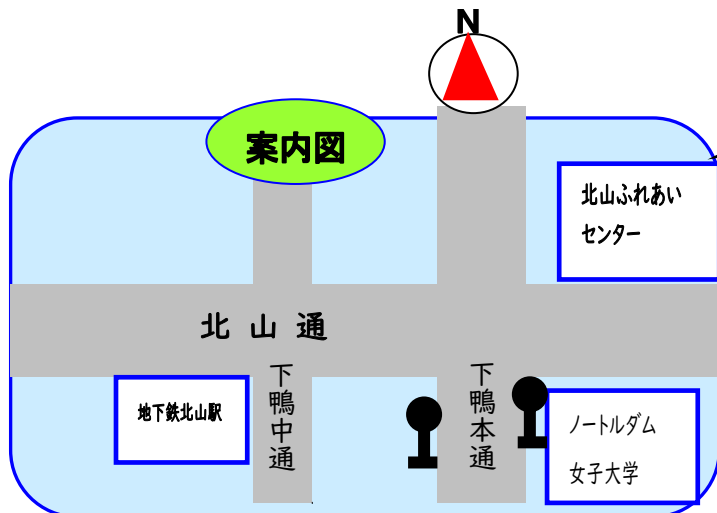 N
案内図
北山ふれあい
センター
北山通
下鴨中通
下鴨本通
地下鉄北山駅
ノートルダム
女子大学